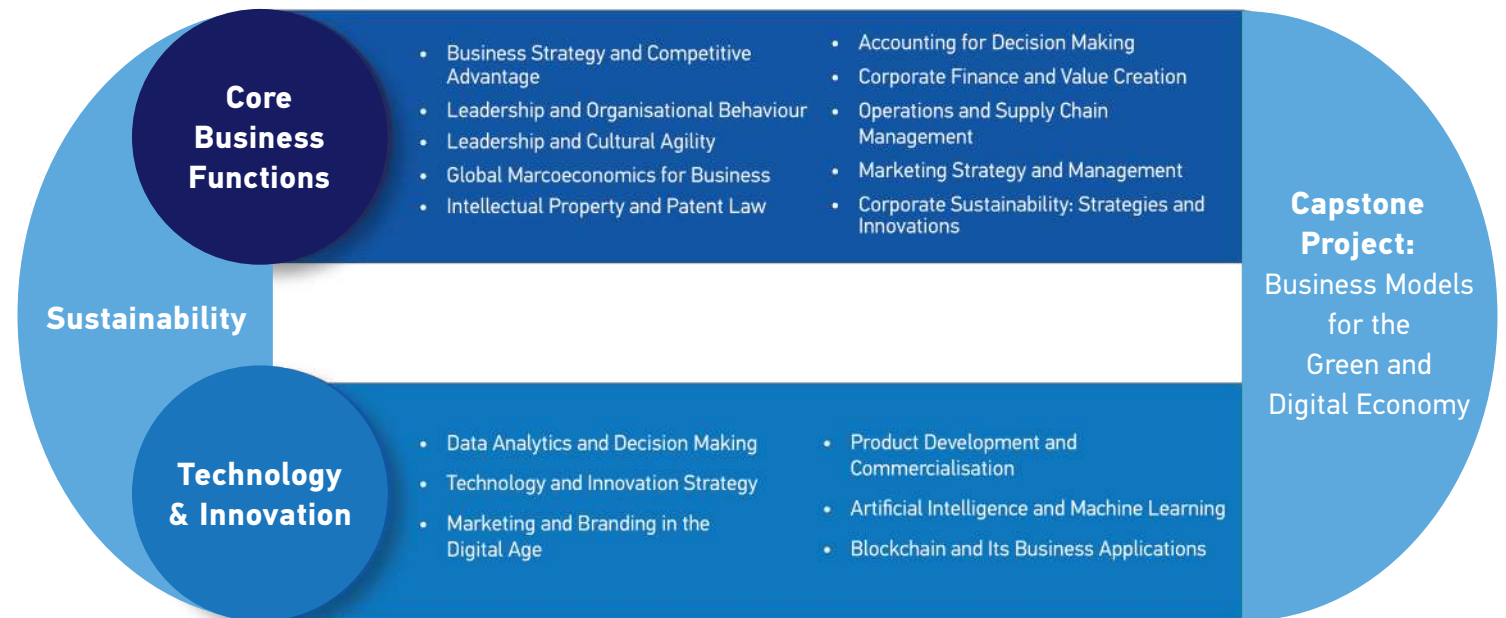 Sustainability
Core
Business
Functions
• Business Strategy and Competitive
Advantage
• Leadership and Organisational Behaviour
• Leadership and Cultural Agility
• Global Marcoeconomics for Business
• Intellectual Property and Patent Law
• Accounting for Decision Making
• Corporate Finance and Value Creation
• Operations and Supply Chain
Management
• Marketing Strategy and Management
• Corporate Sustainability: Strategies and
Innovations
Technology
& Innovation
• Data Analytics and Decision Making
• Technology and Innovation Strategy
• Marketing and Branding in the
Digital Age
• Product Development and
Commercialisation
• Artificial Intelligence and Machine Learning
• Blockchain and Its Business Applications
Capstone
Project:
Business Models
for the
Green and
Digital Economy